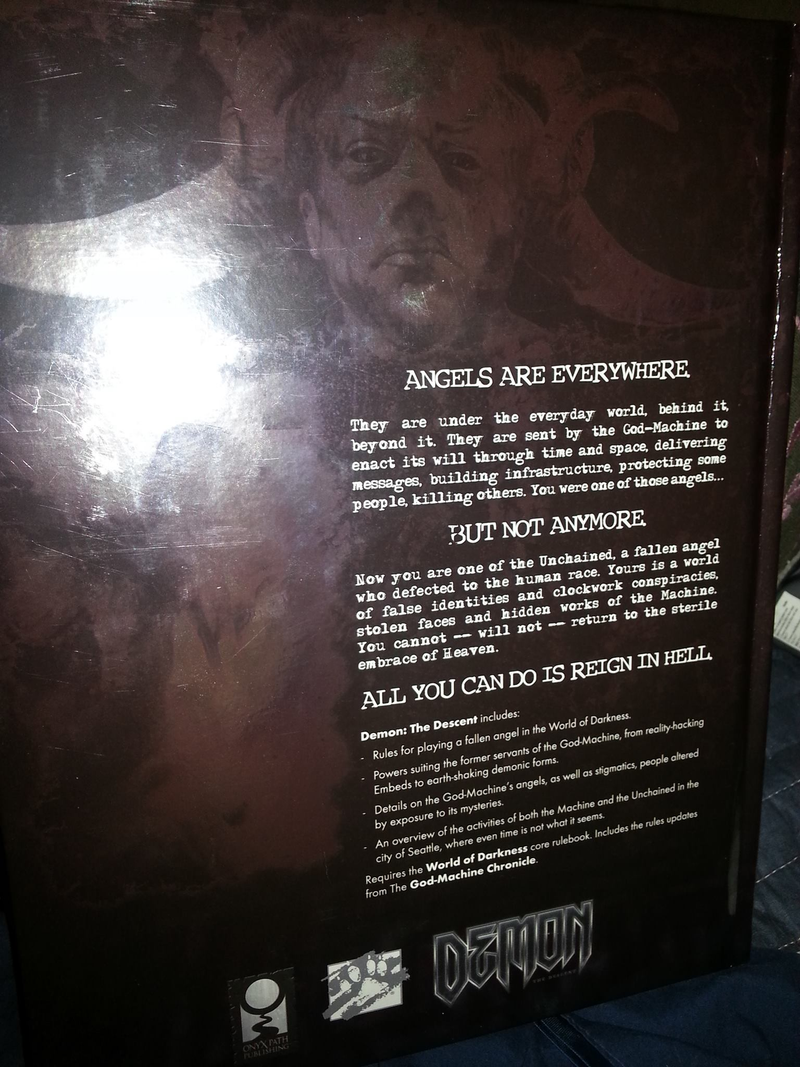 ANGELS ARE EVERYWHERE.
They are under the everyday world, behind it,
beyond it. They are sent by the God-Machine to
enact its will through time and space, delivering
messages, building infrastructure, protecting some
people, killing others. You were one of those angels...
BUT NOT ANYMORE.
Now you are one of the Unchained, a fallen angel
who defected to the human race. Yours is a world
of false identities and clockwork conspiracies,
stolen faces and hidden works of the Machine.
You cannot -- will not -- return to the sterile
embrace of Heaven.
ALL YOU CAN DO IS REIGN IN HELL.
Demon: The Descent includes:
- Rules for playing a fallen angel in the World of Darkness.
- Powers suiting the former servants of the God-Machine, from reality-hacking
Embeds to earth-shaking demonic forms.
- Details on the God-Machine's angels, as well as stigmatics, people altered
by exposure to its mysteries.
- An overview of the activities of both the Machine and the Unchained in the
city of Seattle, where even time is not what it seems.
Requires the World of Darkness core rulebook. Includes the rules updates
from The God-Machine Chronicle.
DEMON
THE DESCENT
ONYX PATH
PUBLISHING